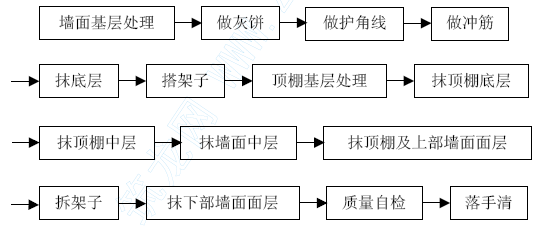 墙面基层处理 做灰饼 做护角线 做冲筋
抹底层 搭架子 顶棚基层处理 抹顶棚底层
抹顶棚中层 抹墙面中层 抹顶棚及上部墙面面层
拆架子 抹下部墙面面层 质量自检 落手清